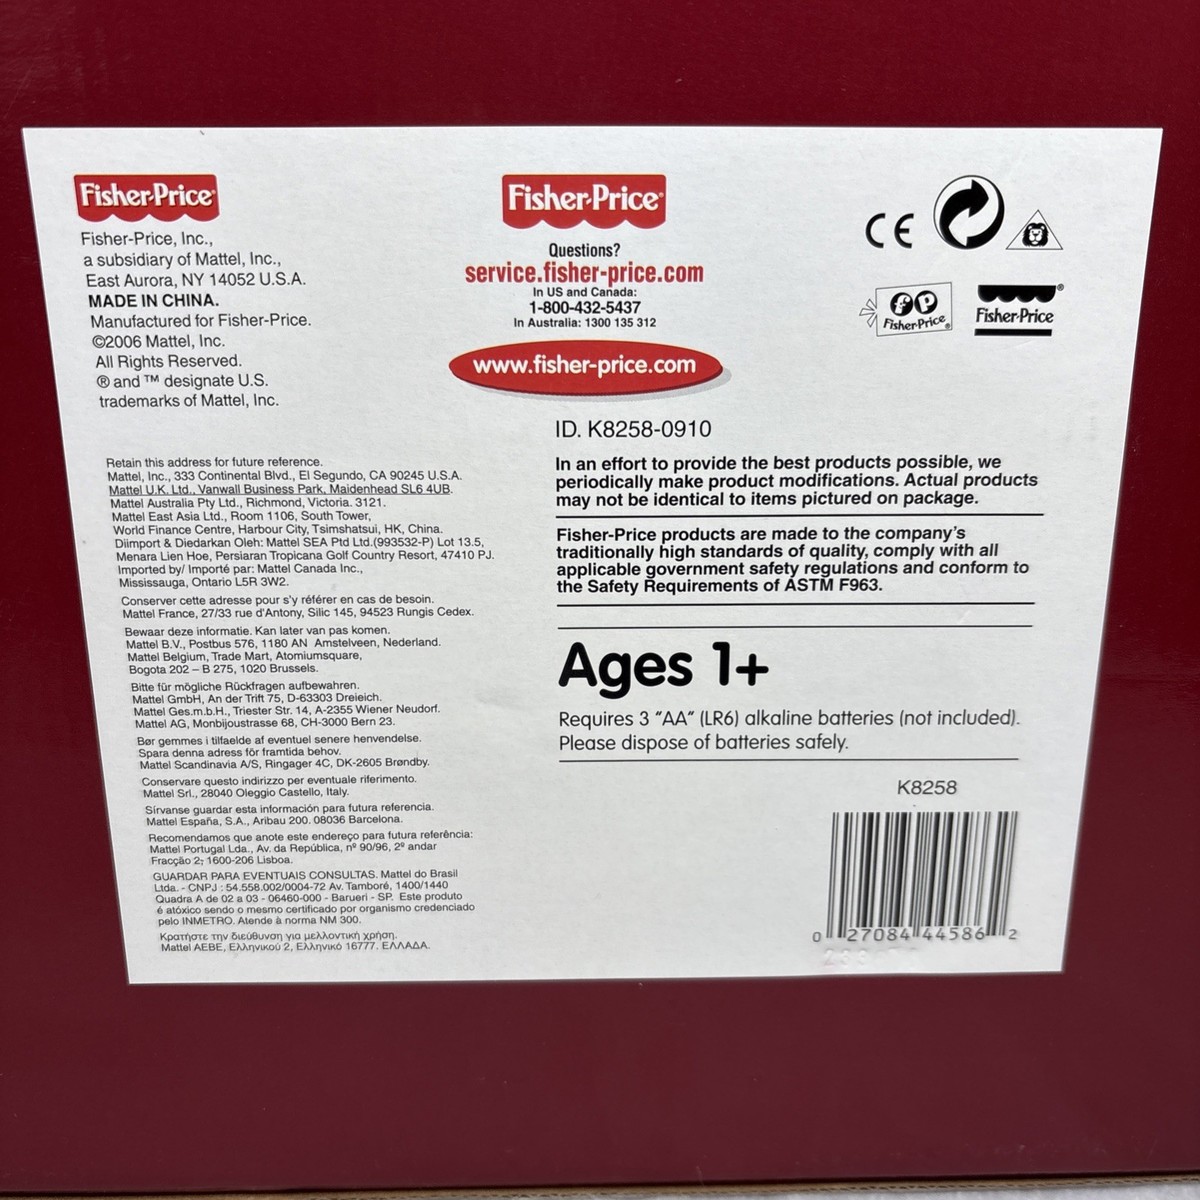 Fisher-Price
Fisher-Price, Inc.,
a subsidiary of Mattel, Inc.,
East Aurora, NY 14052 U.S.A.
MADE IN CHINA.
Manufactured for Fisher-Price.
©2006 Mattel, Inc.
All Rights Reserved.
® and ™ designate U.S.
trademarks of Mattel, Inc.
Retain this address for future reference.
Mattel, Inc., 333 Continental Blvd., El Segundo, CA 90245 U.S.A.
Mattel U.K. Ltd., Vanwall Business Park, Maidenhead SL6 4UB.
Mattel Australia Pty Ltd., Richmond, Victoria. 3121.
Mattel East Asia Ltd., Room 1106, South Tower,
World Finance Centre, Harbour City, Tsimshatsui, HK, China.
Diimport & Diedarkan Oleh: Mattel SEA Ptd Ltd.(993532-P) Lot 13.5,
Menara Lien Hoe, Persiaran Tropicana Golf Country Resort, 47410 PJ.
Imported by/ Importé par: Mattel Canada Inc.,
Mississauga, Ontario L5R 3W2.
Conserver cette adresse pour s'y référer en cas de besoin.
Mattel France, 27/33 rue d'Antony, Silic 145, 94523 Rungis Cedex.
Bewaar deze informatie. Kan later van pas komen.
Mattel B.V., Postbus 576, 1180 AN Amstelveen, Nederland.
Mattel Belgium, Trade Mart, Atomiumsquare,
Bogota 202 – B 275, 1020 Brussels.
Bitte für mögliche Rückfragen aufbewahren.
Mattel GmbH, An der Trift 75, D-63303 Dreieich.
Mattel Ges.m.b.H., Triester Str. 14, A-2355 Wiener Neudorf.
Mattel AG, Monbijoustrasse 68, CH-3000 Bern 23.
Bør gemmes i tilfaelde af eventuel senere henvendelse.
Spara denna adress för framtida behov.
Mattel Scandinavia A/S, Ringager 4C, DK-2605 Brøndby.
Conservare questo indirizzo per eventuale riferimento.
Mattel Srl., 28040 Oleggio Castello, Italy.
Sírvanse guardar esta información para futura referencia.
Mattel España, S.A., Aribau 200. 08036 Barcelona.
Recomendamos que anote este endereço para futura referência:
Mattel Portugal Lda., Av. da República, nº 90/96, 2º andar
Fracção 2; 1600-206 Lisboa.
GUARDAR PARA EVENTUAIS CONSULTAS. Mattel do Brasil
Ltda. - CNPJ : 54.558.002/0004-72 Av. Tamboré, 1400/1440
Quadra A de 02 a 03 - 06460-000 - Barueri - SP. Este produto
é atóxico sendo o mesmo certificado por organismo credenciado
pelo INMETRO. Atende à norma NM 300.
Κρατήστε την διεύθυνση για μελλοντική χρήση.
Mattel AEBE, Ελληνικού 2, Ελληνικό 16777. ΕΛΛΑΔΑ.
Fisher-Price
Questions?
service.fisher-price.com
In US and Canada:
1-800-432-5437
In Australia: 1300 135 312
www.fisher-price.com
CE
fP
Fisher-Price®
Fisher-Price®
ID. K8258-0910
In an effort to provide the best products possible, we
periodically make product modifications. Actual products
may not be identical to items pictured on package.
Fisher-Price products are made to the company's
traditionally high standards of quality, comply with all
applicable government safety regulations and conform to
the Safety Requirements of ASTM F963.
Ages 1+
Requires 3 "AA" (LR6) alkaline batteries (not included).
Please dispose of batteries safely.
K8258
0 27084 44586 2